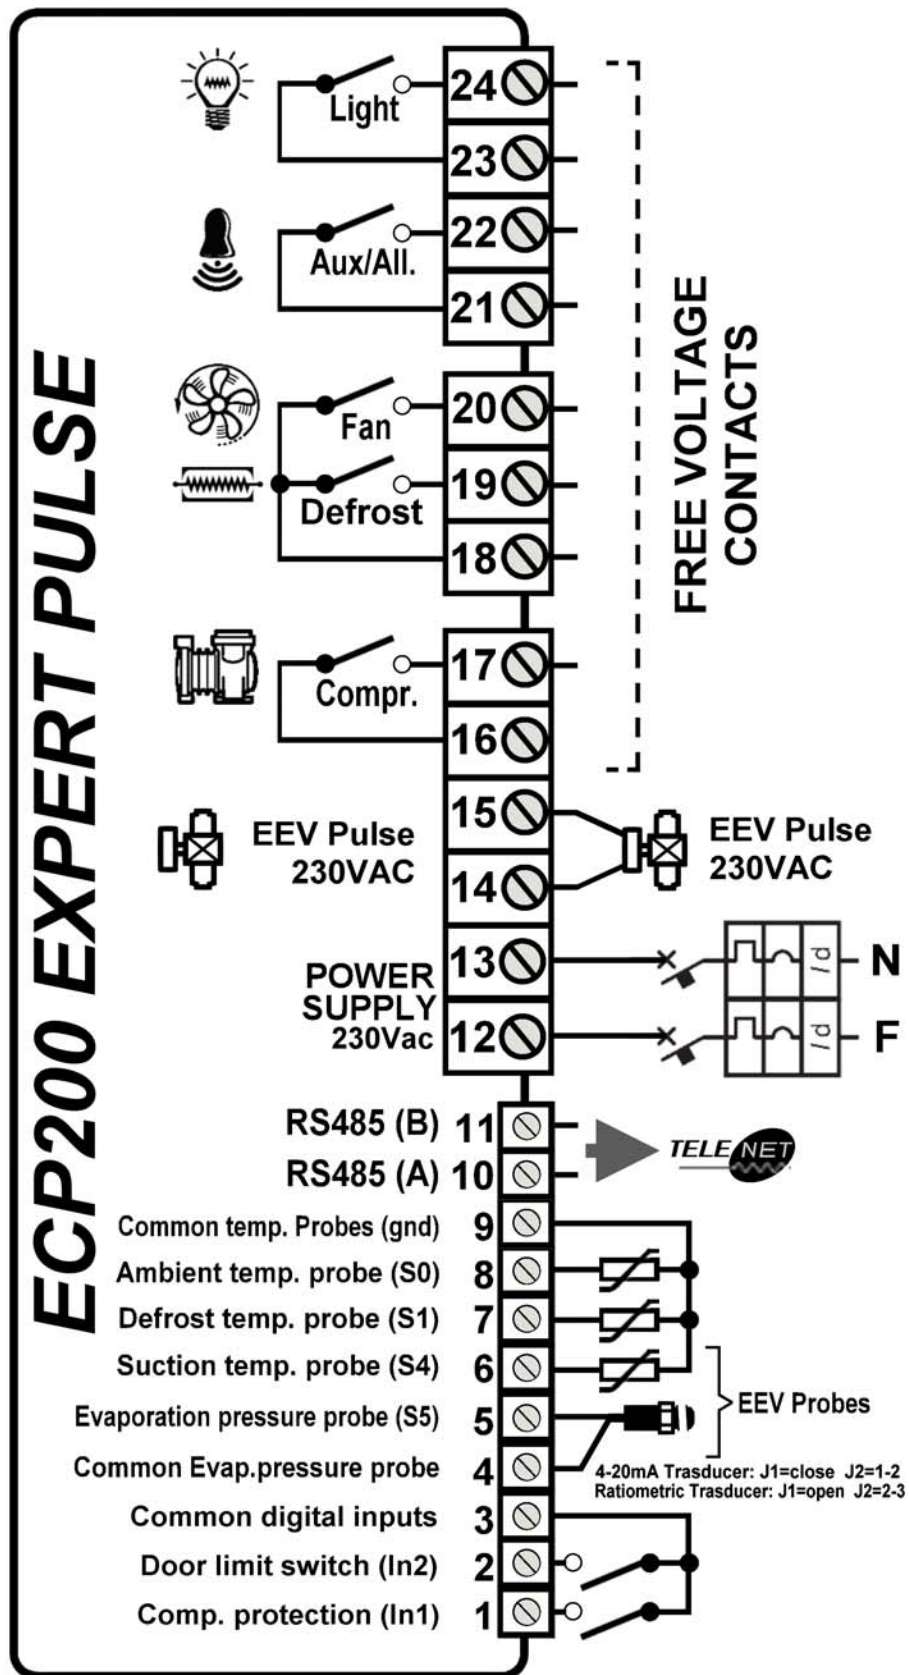 ECP200 EXPERT PULSE
24
Light
23
22
Aux/All.
21
20
Fan
19
Defrost
18
17
Compr.
16
FREE VOLTAGE
CONTACTS
15
14
EEV Pulse
230VAC
EEV Pulse
230VAC
13
12
POWER
SUPPLY
230Vac
Id
N
Id
F
RS485 (B) 11
RS485 (A) 10
TELE NET
Common temp. Probes (gnd) 9
Ambient temp. probe (S0) 8
Defrost temp. probe (S1) 7
Suction temp. probe (S4) 6
Evaporation pressure probe (S5) 5
EEV Probes
Common Evap.pressure probe 4
4-20mA Trasducer: J1=close J2=1-2
Ratiometric Trasducer: J1=open J2=2-3
Common digital inputs 3
Door limit switch (In2) 2
Comp. protection (In1) 1